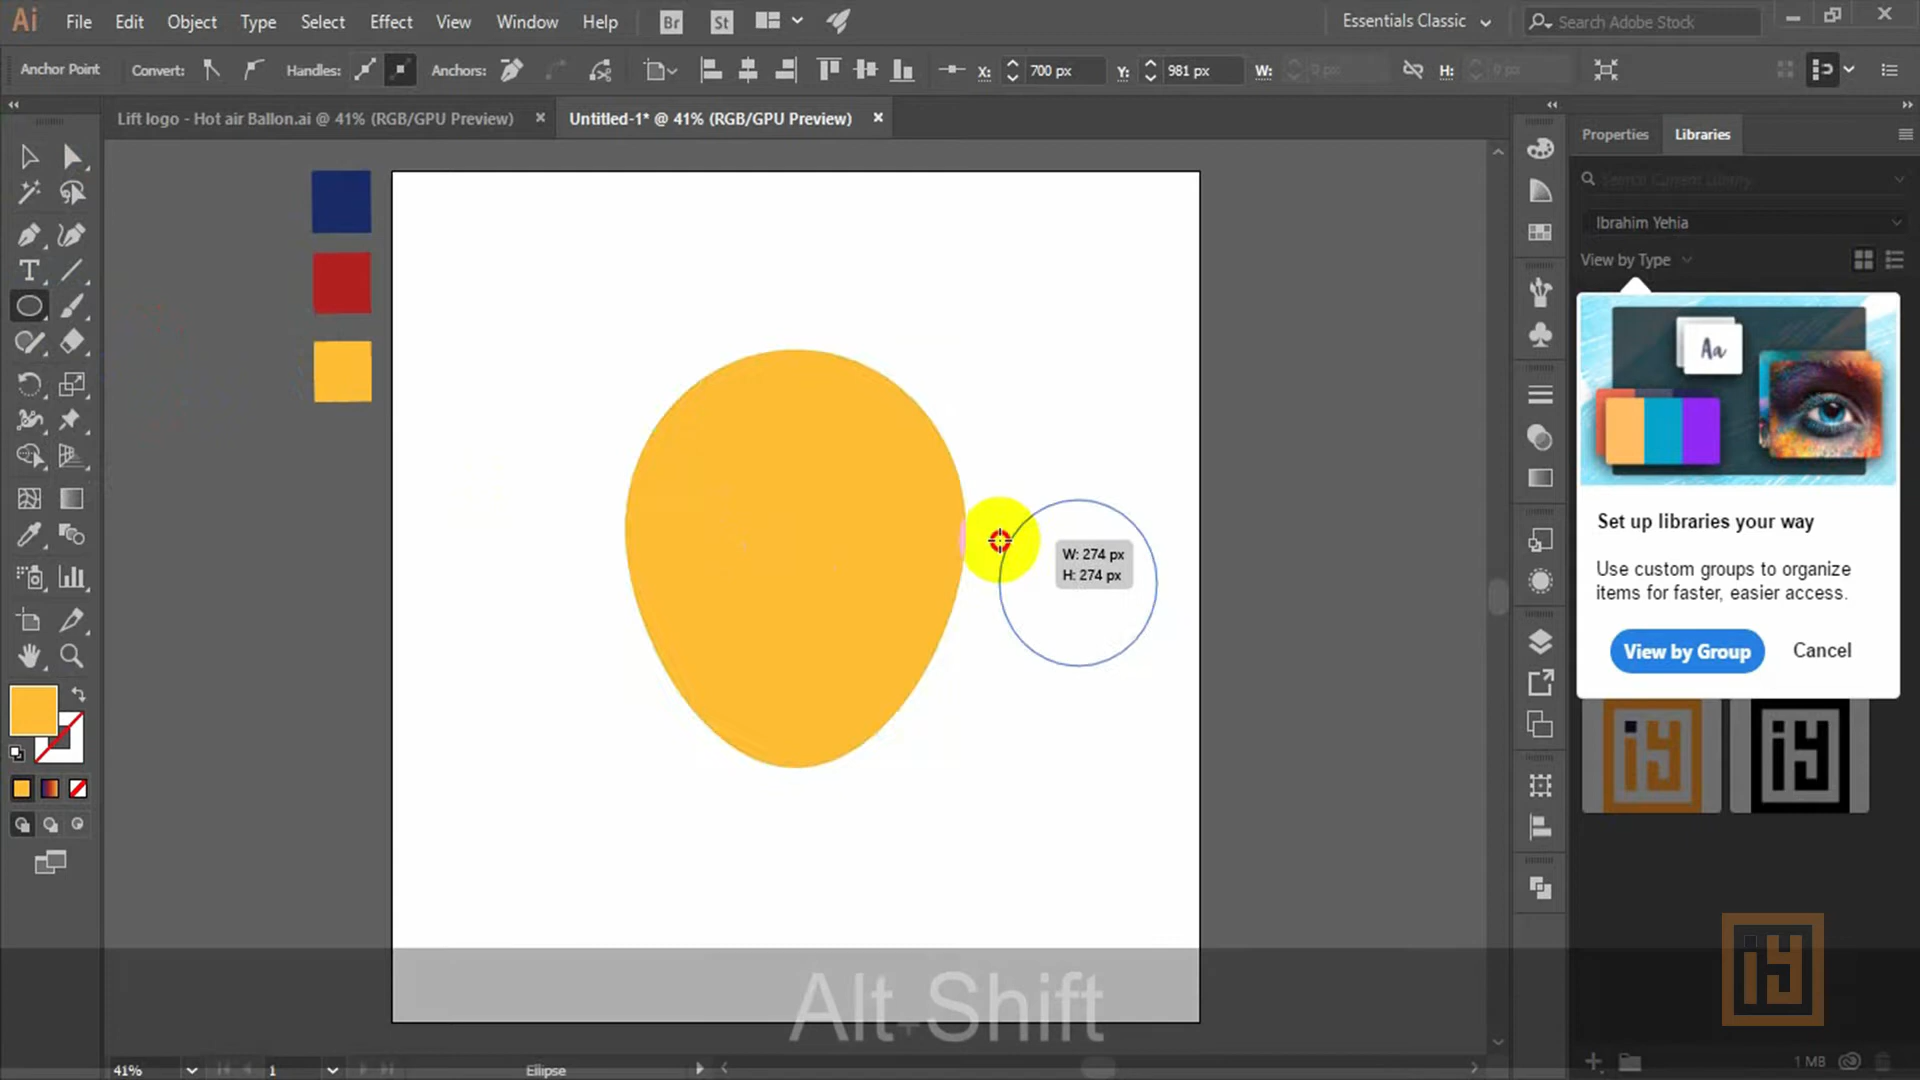 Ai File Edit Object Type Select Effect View Window Help Br St Essentials Classic Search Adobe Stock
Anchor Point Convert: Handles: Anchors: X: 700 px Y: 981 px W: 0 px H: 0 px
Lift logo - Hot air Ballon.ai @ 41% (RGB/GPU Preview) × Untitled-1* @ 41% (RGB/GPU Preview) ×
Properties Libraries
Search Current Library
Ibrahim Yehia
View by Type
Aa
W: 274 px
H: 274 px
Set up libraries your way
Use custom groups to organize
items for faster, easier access.
View by Group Cancel
iy iy
iy
Alt+Shift
41% 1 Ellipse 1 MB